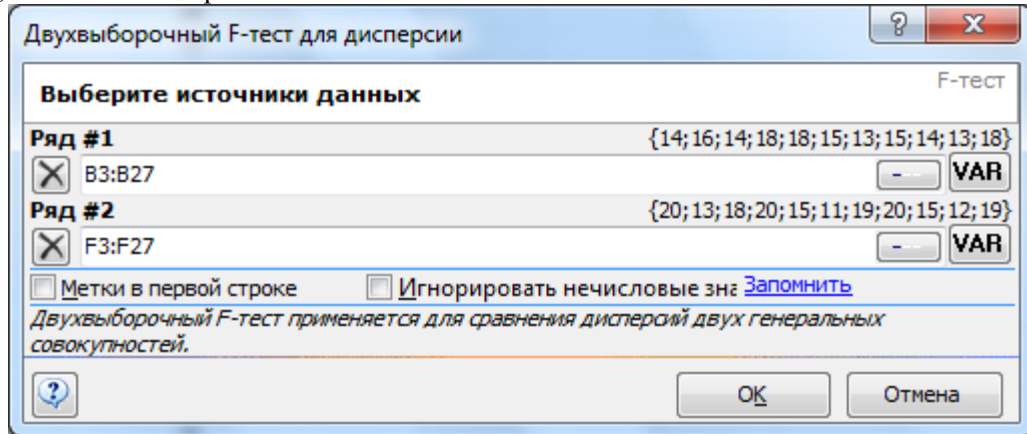 Двухвыборочный F-тест для дисперсии
?
X
F-тест
Выберите источники данных
Ряд #1 {14;16;14;18;18;15;13;15;14;13;18}
B3:B27 - VAR
Ряд #2 {20;13;18;20;15;11;19;20;15;12;19}
F3:F27 - VAR
Метки в первой строке Игнорировать нечисловые зна Запомнить
Двухвыборочный F-тест применяется для сравнения дисперсий двух генеральных
совокупностей.
? OK Отмена